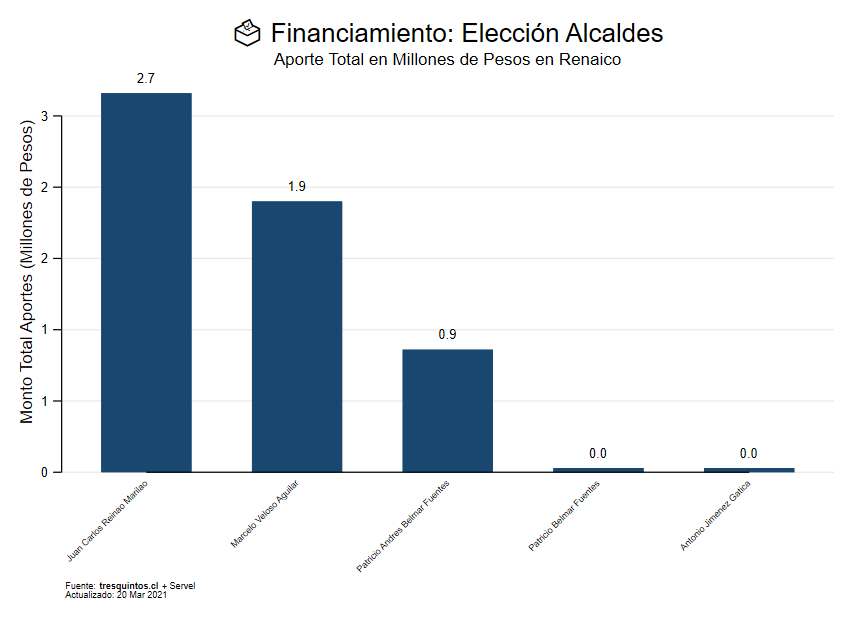 Financiamiento: Elección Alcaldes
Aporte Total en Millones de Pesos en Renaico
Monto Total Aportes (Millones de Pesos)
3
2
2
1
1
0
2.7
1.9
0.9
0.0
0.0
Juan Carlos Reinao Marilao
Marcelo Veloso Aguilar
Patricio Andres Belmar Fuentes
Patricio Belmar Fuentes
Antonio Jimenez Gatica
Fuente: tresquintos.cl + Servel
Actualizado: 20 Mar 2021